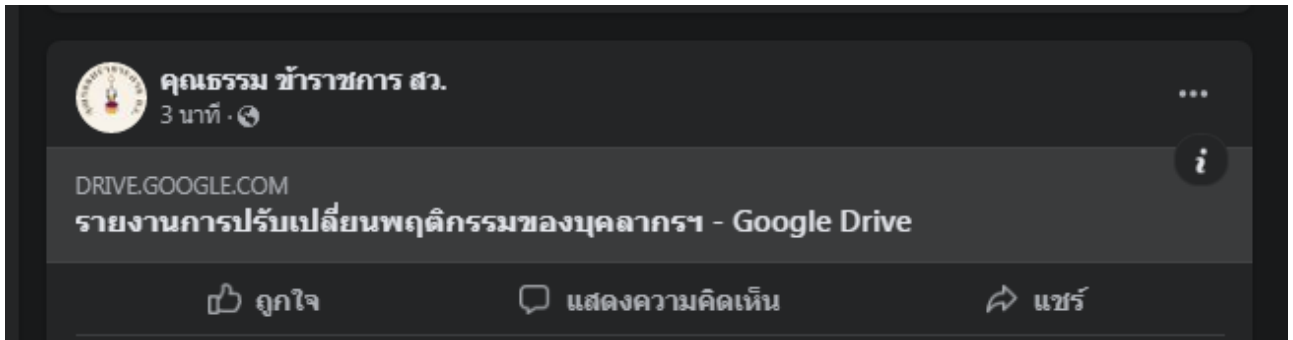 คุณธรรม ข้าราชการ สว.
3 นาที ·
DRIVE.GOOGLE.COM
รายงานการปรับเปลี่ยนพฤติกรรมของบุคลากรฯ - Google Drive
ถูกใจ แสดงความคิดเห็น แชร์